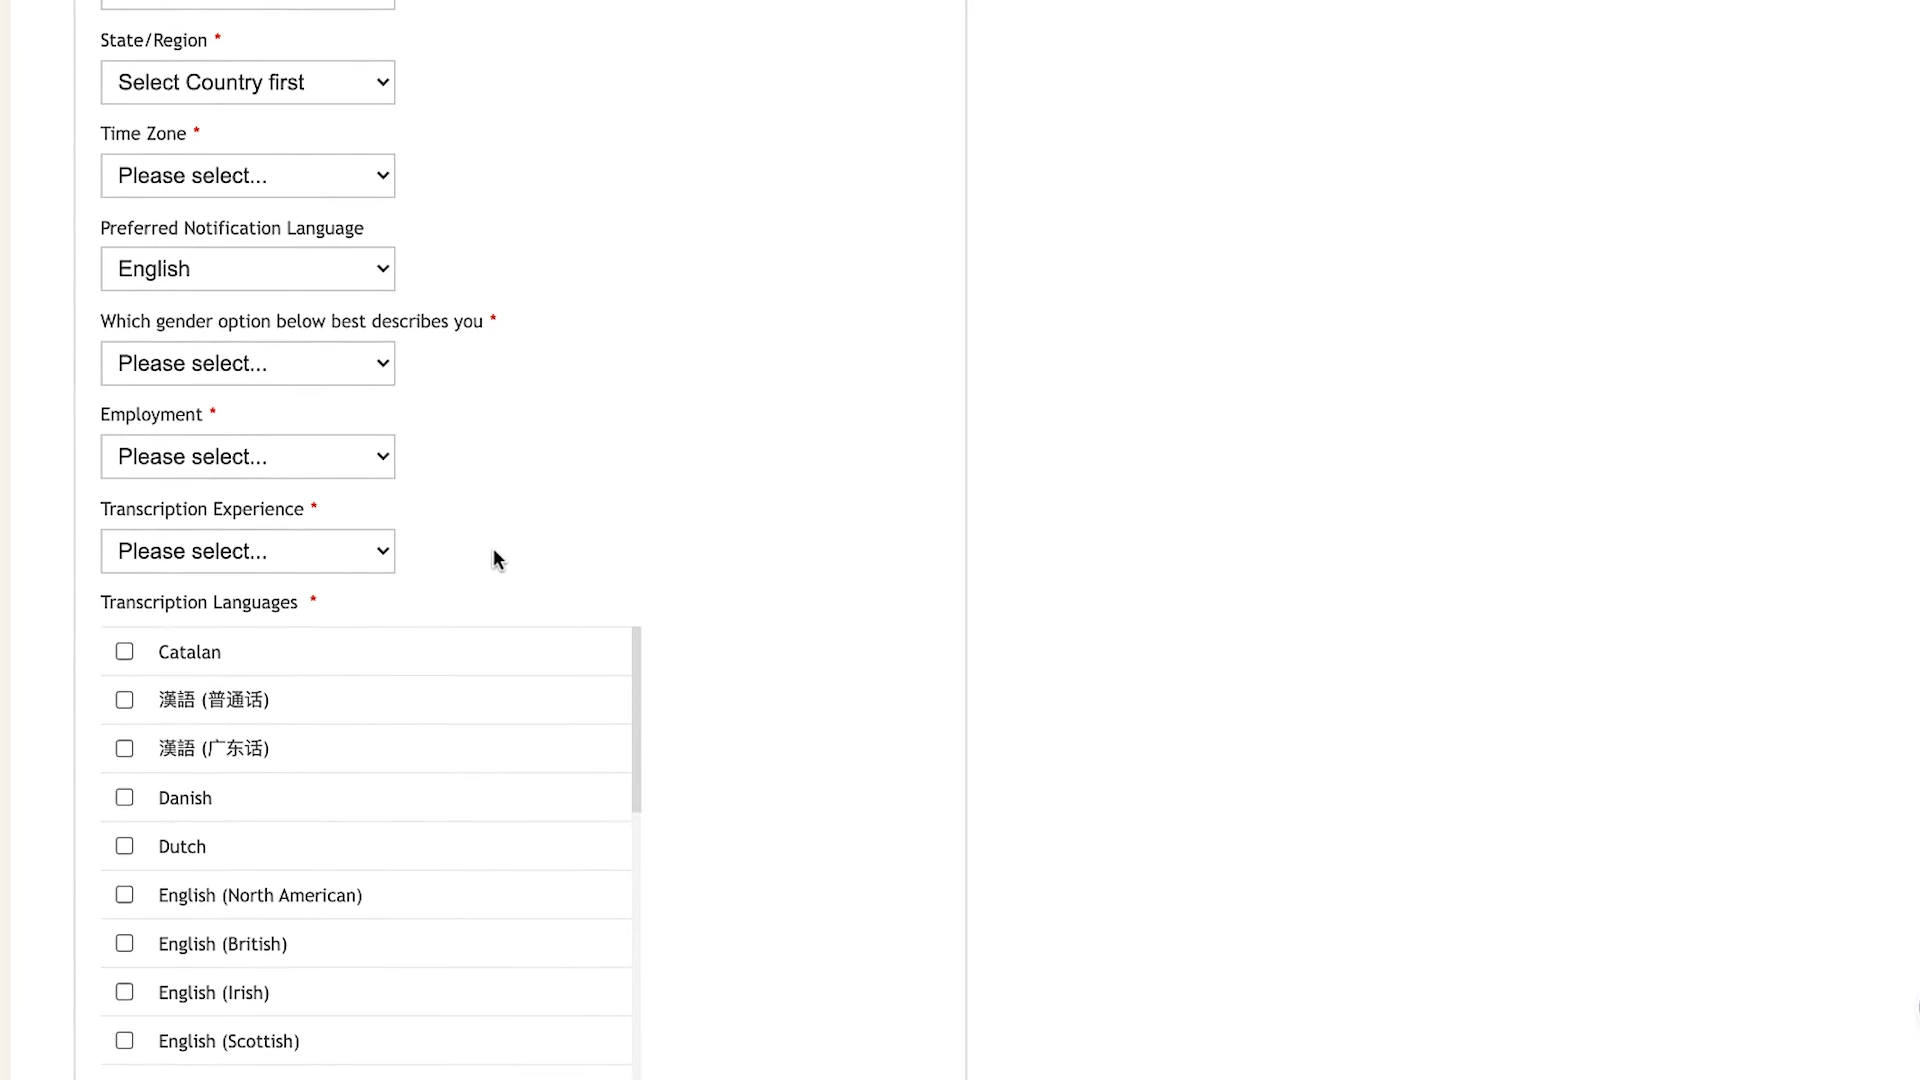 State/Region *
Select Country first
Time Zone *
Please select...
Preferred Notification Language
English
Which gender option below best describes you *
Please select...
Employment *
Please select...
Transcription Experience *
Please select...
Transcription Languages *
Catalan
漢語 (普通话)
漢語 (广东话)
Danish
Dutch
English (North American)
English (British)
English (Irish)
English (Scottish)